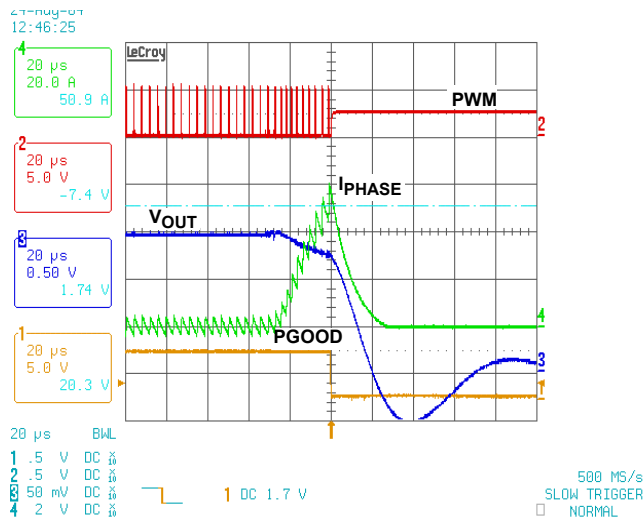 24-Aug-04
12:46:25
4
20 µs
20.0 A
50.9 A
2
20 µs
5.0 V
-7.4 V
3
20 µs
0.50 V
1.74 V
1
20 µs
5.0 V
20.3 V
LeCroy
PWM
2
IPHASE
VOUT
4
PGOOD
3
1
20 µs BWL
1 .5 V DC
2 .5 V DC
3 50 mV DC
4 2 V DC
1 DC 1.7 V
500 MS/s
SLOW TRIGGER
NORMAL